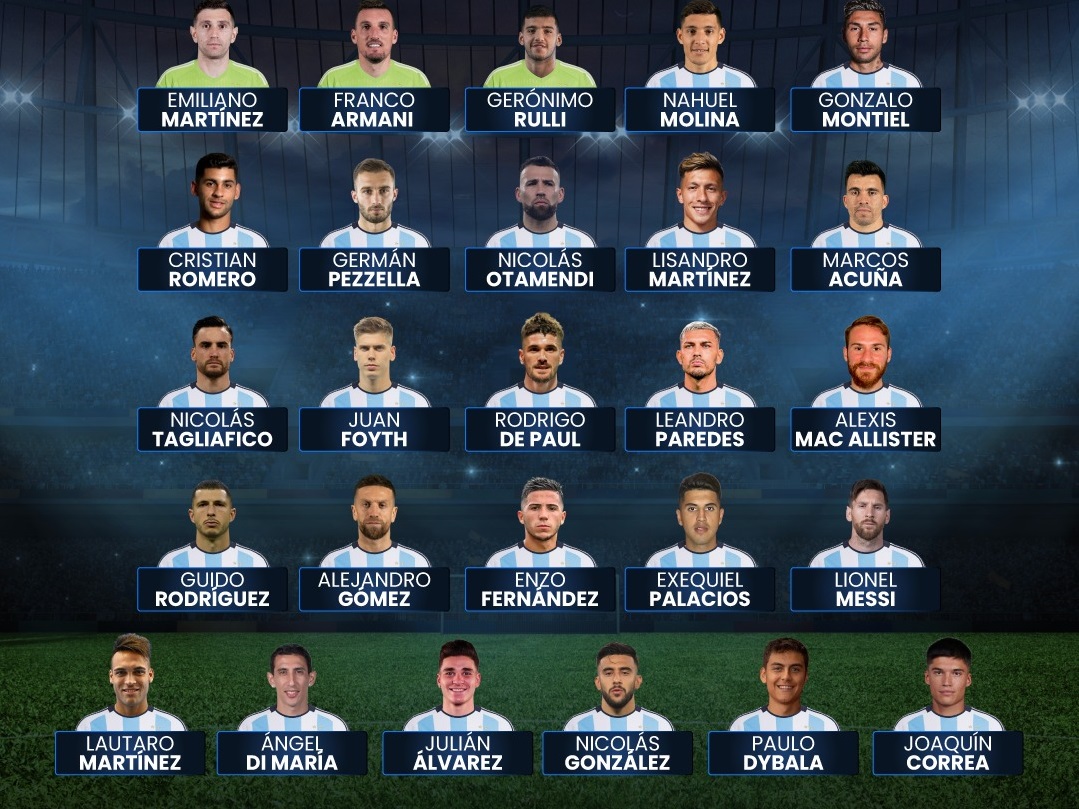 EMILIANO
MARTÍNEZ
FRANCO
ARMANI
GERÓNIMO
RULLI
NAHUEL
MOLINA
GONZALO
MONTIEL
CRISTIAN
ROMERO
GERMÁN
PEZZELLA
NICOLÁS
OTAMENDI
LISANDRO
MARTÍNEZ
MARCOS
ACUÑA
NICOLÁS
TAGLIAFICO
JUAN
FOYTH
RODRIGO
DE PAUL
LEANDRO
PAREDES
ALEXIS
MAC ALLISTER
GUIDO
RODRÍGUEZ
ALEJANDRO
GÓMEZ
ENZO
FERNÁNDEZ
EXEQUIEL
PALACIOS
LIONEL
MESSI
LAUTARO
MARTÍNEZ
ÁNGEL
DI MARÍA
JULIÁN
ÁLVAREZ
NICOLÁS
GONZÁLEZ
PAULO
DYBALA
JOAQUÍN
CORREA